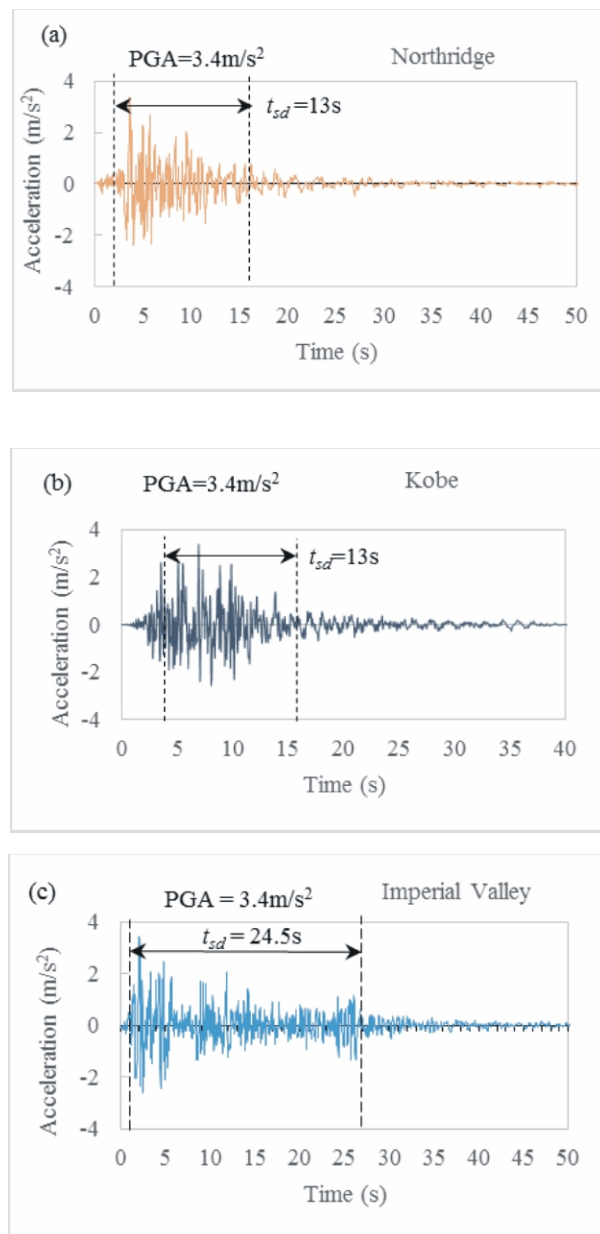 (a)
PGA=3.4m/s² Northridge
4
t_sd=13s
2
0
-2
-4
Acceleration (m/s²)
0 5 10 15 20 25 30 35 40 45 50
Time (s)
(b)
PGA=3.4m/s² Kobe
4
t_sd=13s
2
0
-2
-4
Acceleration (m/s²)
0 5 10 15 20 25 30 35 40
Time (s)
(c)
PGA = 3.4m/s² Imperial Valley
4
t_sd = 24.5s
2
0
-2
-4
Acceleration (m/s²)
0 5 10 15 20 25 30 35 40 45 50
Time (s)